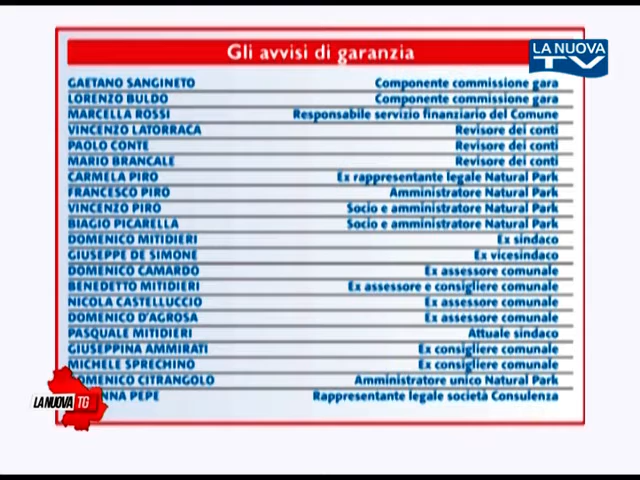 Gli avvisi di garanzia
LA NUOVA
TV
GAETANO SANGINETO Componente commissione gara
LORENZO BULDO Componente commissione gara
MARCELLA ROSSI Responsabile servizio finanziario del Comune
VINCENZO LATORRACA Revisore dei conti
PAOLO CONTE Revisore dei conti
MARIO BRANCALE Revisore dei conti
CARMELA PIRO Ex rappresentante legale Natural Park
FRANCESCO PIRO Amministratore Natural Park
VINCENZO PIRO Socio e amministratore Natural Park
BIAGIO PICARELLA Socio e amministratore Natural Park
DOMENICO MITIDIERI Ex sindaco
GIUSEPPE DE SIMONE Ex vicesindaco
DOMENICO CAMARDO Ex assessore comunale
BENEDETTO MITIDIERI Ex assessore e consigliere comunale
NICOLA CASTELLUCCIO Ex assessore comunale
DOMENICO D'AGROSA Ex assessore comunale
PASQUALE MITIDIERI Attuale sindaco
GIUSEPPINA AMMIRATI Ex consigliere comunale
MICHELE SPRECHINO Ex consigliere comunale
DOMENICO CITRANGOLO Amministratore unico Natural Park
NNA PEPE Rappresentante legale società Consulenza
LA NUOVA TG